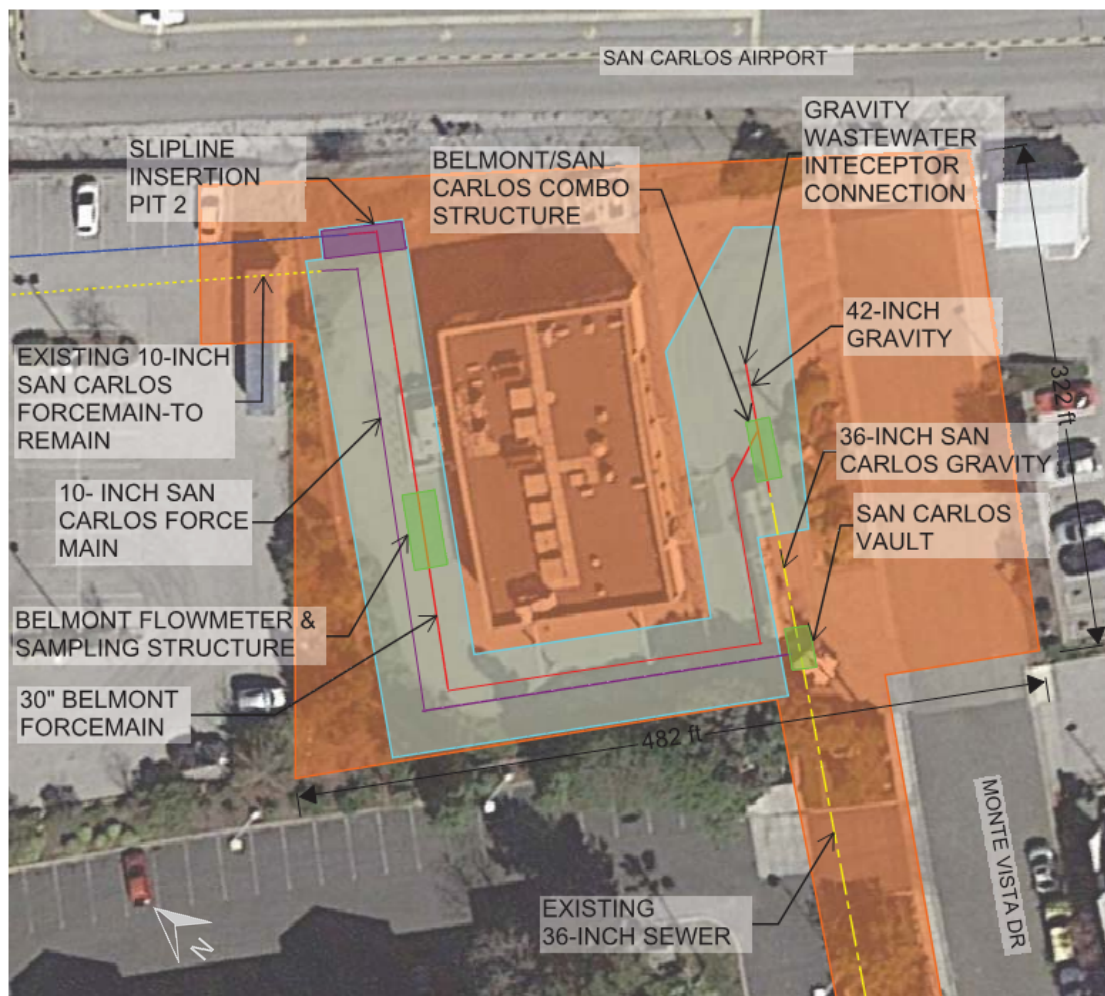 SAN CARLOS AIRPORT
SLIPLINE
INSERTION
PIT 2
BELMONT/SAN
CARLOS COMBO
STRUCTURE
GRAVITY
WASTEWATER
INTECEPTOR
CONNECTION
42-INCH
GRAVITY
322 ft
EXISTING 10-INCH
SAN CARLOS
FORCEMAIN-TO
REMAIN
36-INCH SAN
CARLOS GRAVITY
10- INCH SAN
CARLOS FORCE
MAIN
SAN CARLOS
VAULT
BELMONT FLOWMETER &
SAMPLING STRUCTURE
30" BELMONT
FORCEMAIN
482 ft
MONTE VISTA DR
EXISTING
36-INCH SEWER
N